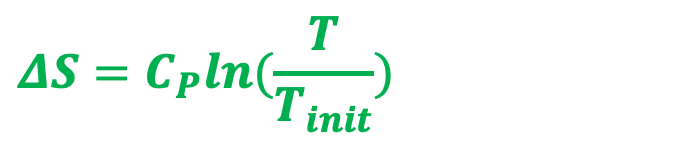 ΔS = C_P ln(T/T_init)